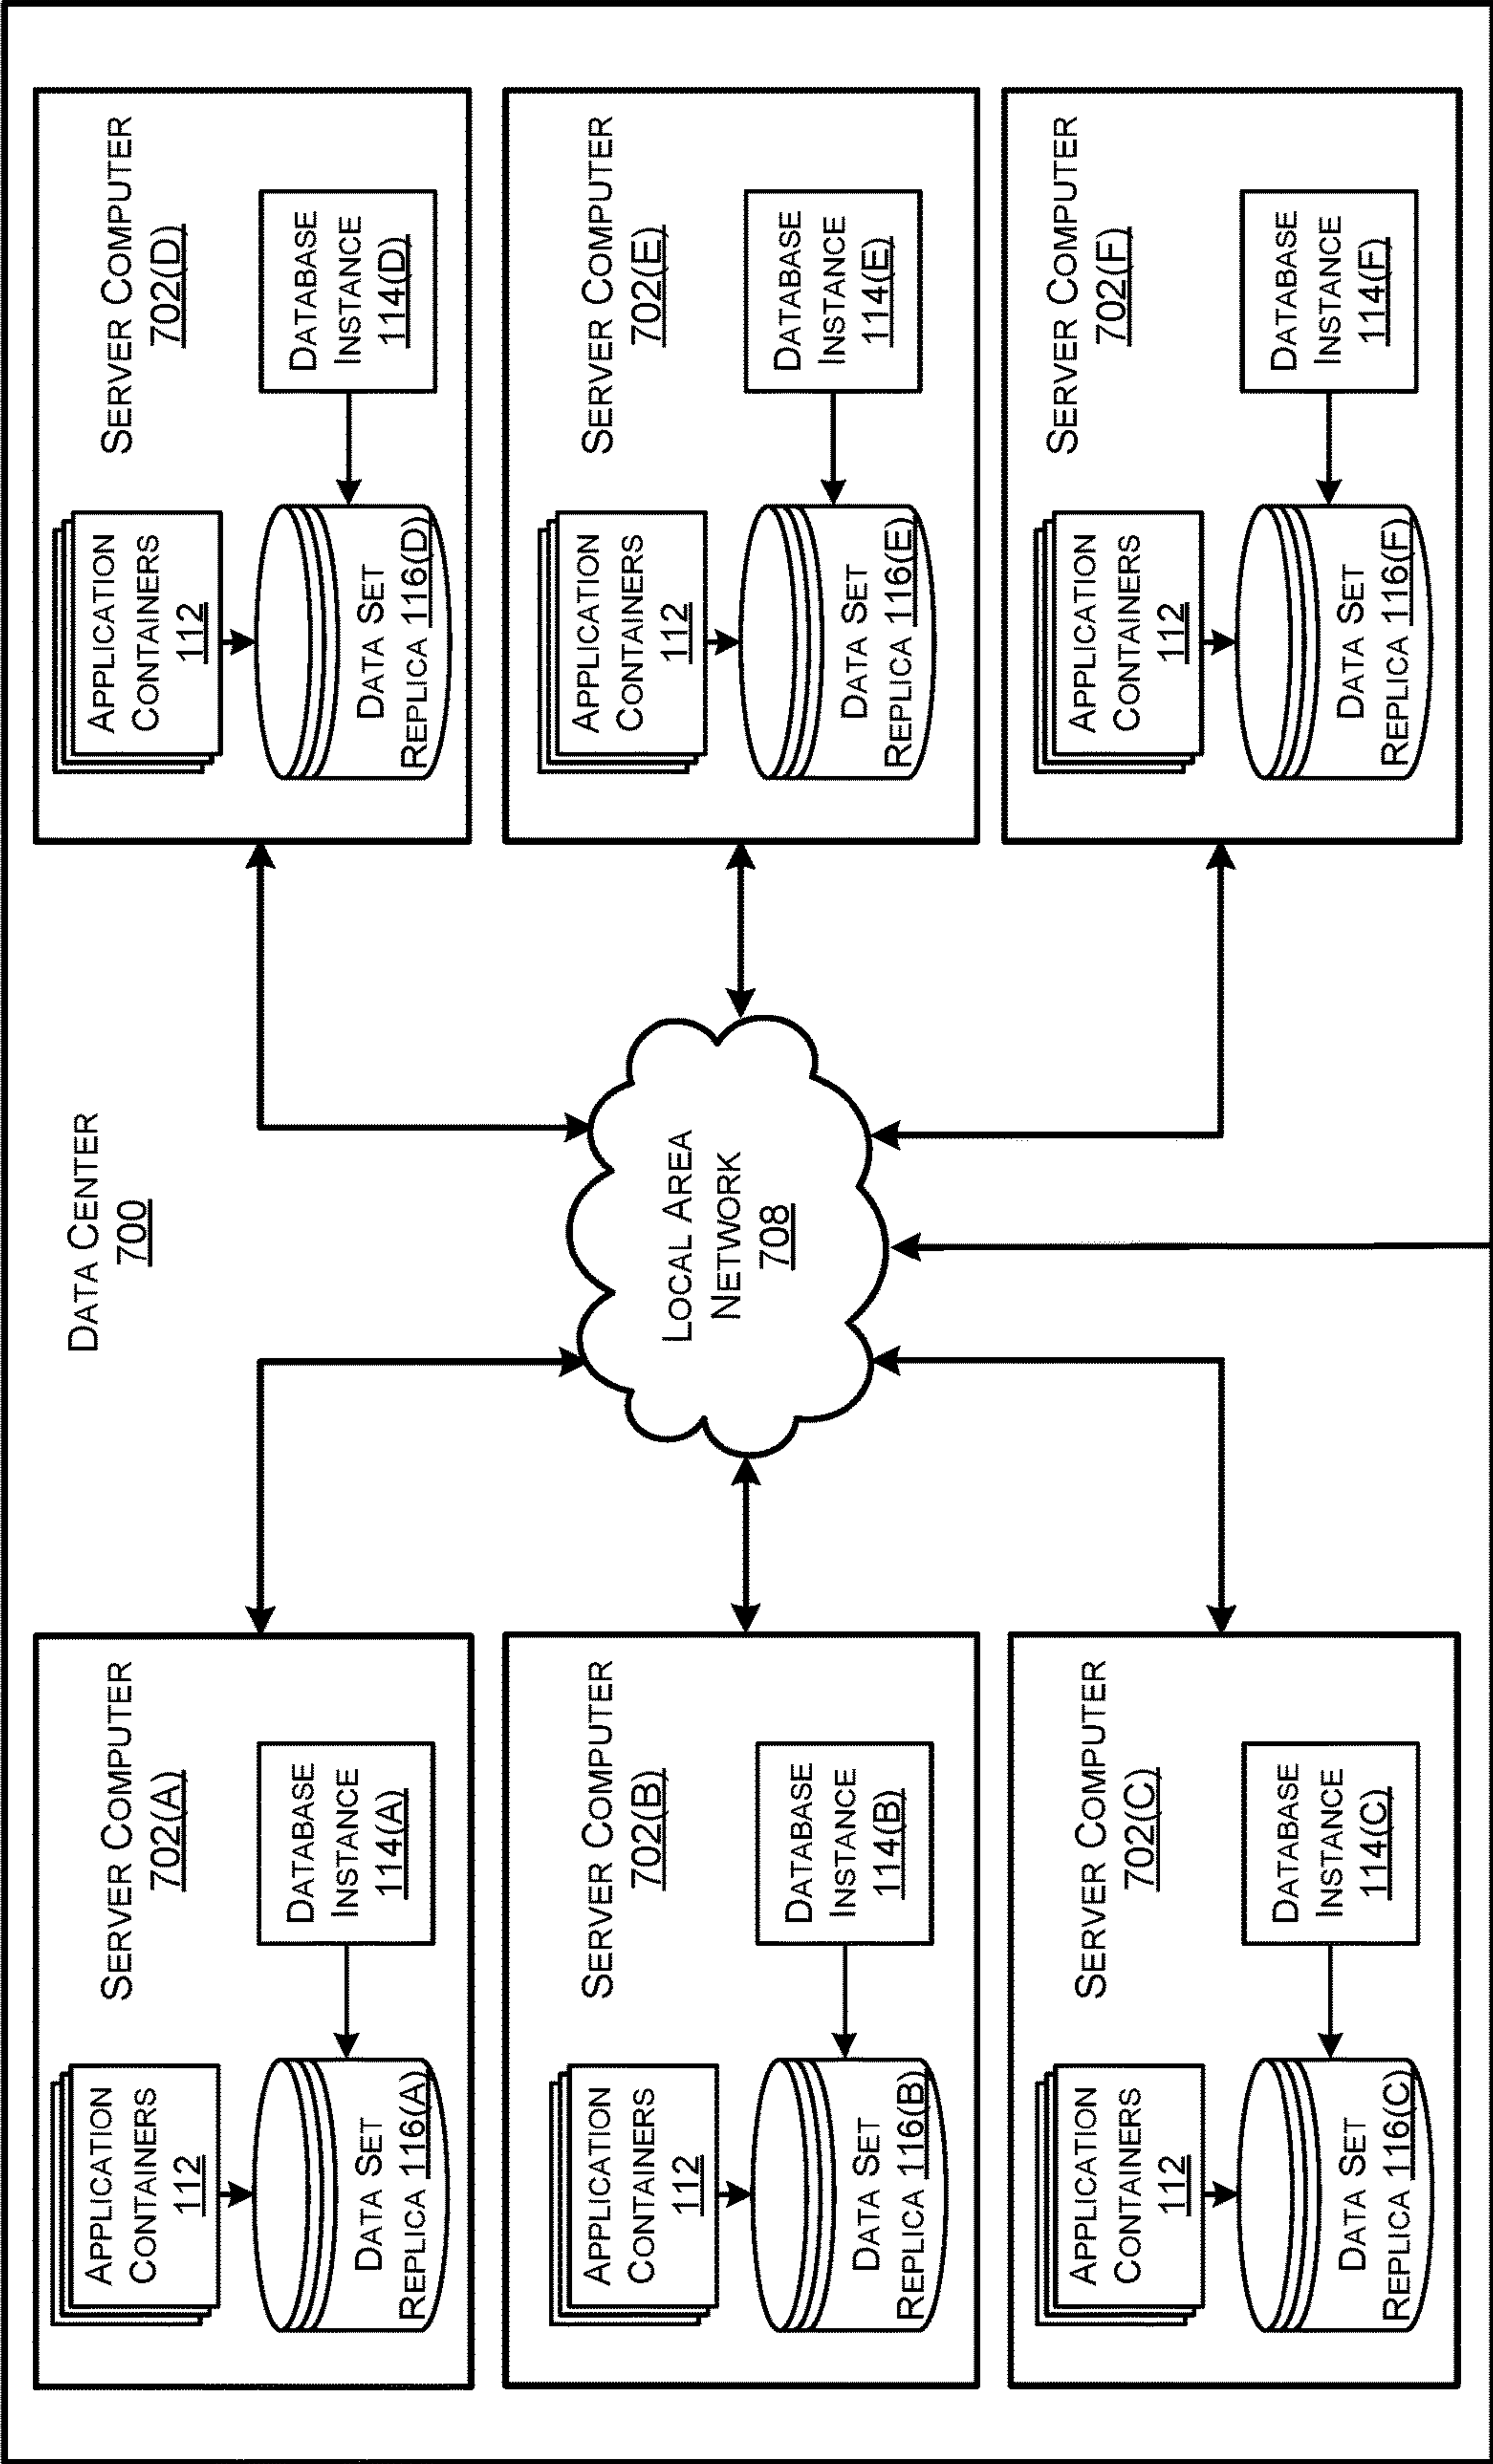 DATA CENTER
700
SERVER COMPUTER
702(A)
APPLICATION
CONTAINERS
112
DATABASE
INSTANCE
114(A)
DATA SET
REPLICA 116(A)
SERVER COMPUTER
702(B)
APPLICATION
CONTAINERS
112
DATABASE
INSTANCE
114(B)
DATA SET
REPLICA 116(B)
SERVER COMPUTER
702(C)
APPLICATION
CONTAINERS
112
DATABASE
INSTANCE
114(C)
DATA SET
REPLICA 116(C)
LOCAL AREA
NETWORK
708
SERVER COMPUTER
702(D)
APPLICATION
CONTAINERS
112
DATABASE
INSTANCE
114(D)
DATA SET
REPLICA 116(D)
SERVER COMPUTER
702(E)
APPLICATION
CONTAINERS
112
DATABASE
INSTANCE
114(E)
DATA SET
REPLICA 116(E)
SERVER COMPUTER
702(F)
APPLICATION
CONTAINERS
112
DATABASE
INSTANCE
114(F)
DATA SET
REPLICA 116(F)